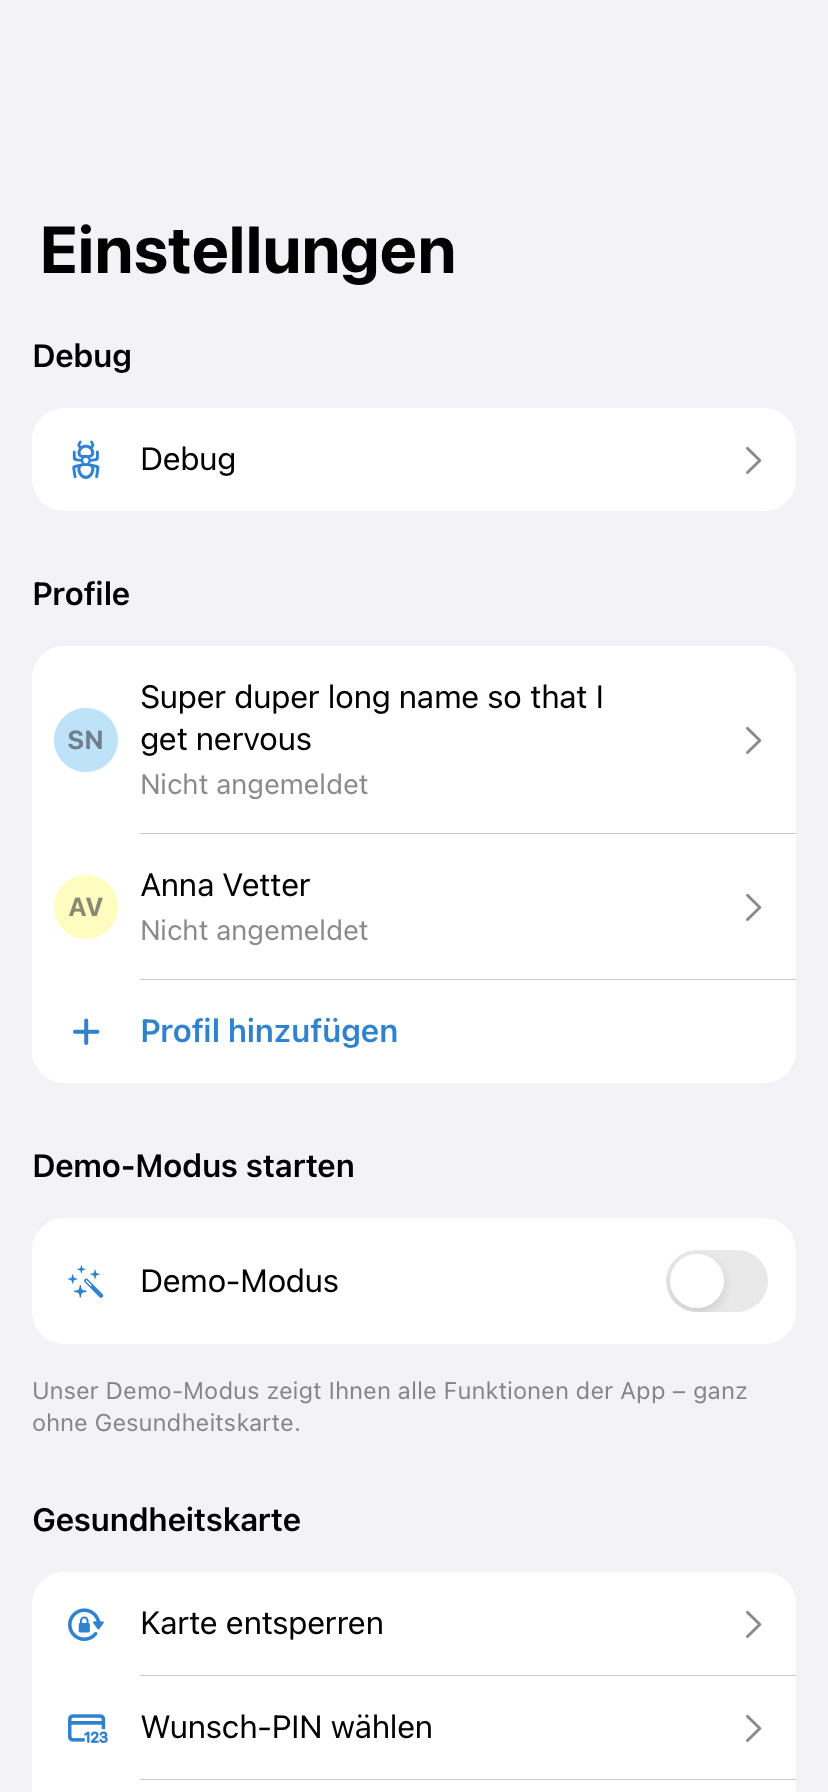 Einstellungen
Debug
Debug
Profile
SN
Super duper long name so that I
get nervous
Nicht angemeldet
AV
Anna Vetter
Nicht angemeldet
Profil hinzufügen
Demo-Modus starten
Demo-Modus
Unser Demo-Modus zeigt Ihnen alle Funktionen der App – ganz
ohne Gesundheitskarte.
Gesundheitskarte
Karte entsperren
123
Wunsch-PIN wählen